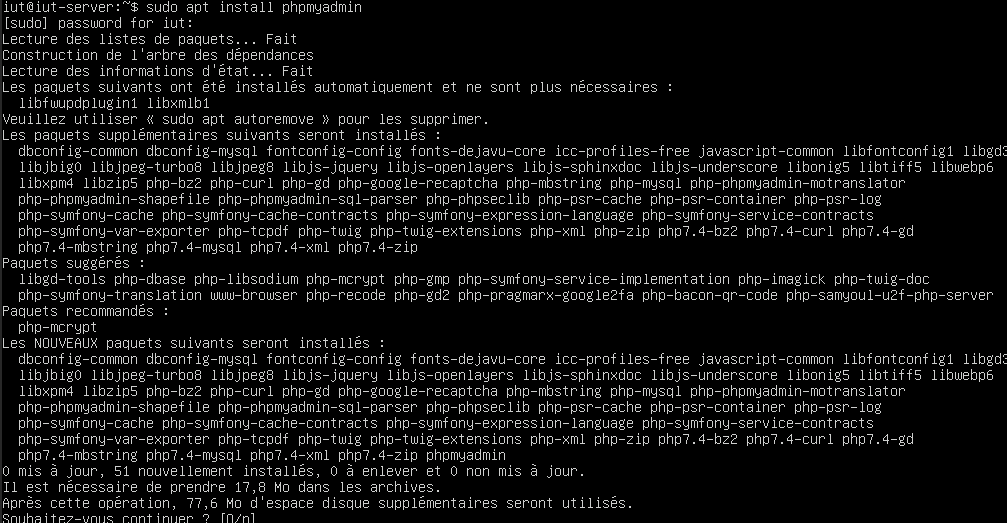 iut@iut-server:~$ sudo apt install phpmyadmin
[sudo] password for iut:
Lecture des listes de paquets... Fait
Construction de l'arbre des dépendances
Lecture des informations d'état... Fait
Les paquets suivants ont été installés automatiquement et ne sont plus nécessaires :
  libfwupdplugin1 libxmlb1
Veuillez utiliser « sudo apt autoremove » pour les supprimer.
Les paquets supplémentaires suivants seront installés :
  dbconfig-common dbconfig-mysql fontconfig-config fonts-dejavu-core icc-profiles-free javascript-common libfontconfig1 libgd3
  libjbig0 libjpeg-turbo8 libjpeg8 libjs-jquery libjs-openlayers libjs-sphinxdoc libjs-underscore libonig5 libtiff5 libwebp6
  libxpm4 libzip5 php-bz2 php-curl php-gd php-google-recaptcha php-mbstring php-mysql php-phpmyadmin-motranslator
  php-phpmyadmin-shapefile php-phpmyadmin-sql-parser php-phpseclib php-psr-cache php-psr-container php-psr-log
  php-symfony-cache php-symfony-cache-contracts php-symfony-expression-language php-symfony-service-contracts
  php-symfony-var-exporter php-tcpdf php-twig php-twig-extensions php-xml php-zip php7.4-bz2 php7.4-curl php7.4-gd
  php7.4-mbstring php7.4-mysql php7.4-xml php7.4-zip
Paquets suggérés :
  libgd-tools php-dbase php-libsodium php-mcrypt php-gmp php-symfony-service-implementation php-imagick php-twig-doc
  php-symfony-translation www-browser php-recode php-gd2 php-pragmarx-google2fa php-bacon-qr-code php-samyoul-u2f-php-server
Paquets recommandés :
  php-mcrypt
Les NOUVEAUX paquets suivants seront installés :
  dbconfig-common dbconfig-mysql fontconfig-config fonts-dejavu-core icc-profiles-free javascript-common libfontconfig1 libgd3
  libjbig0 libjpeg-turbo8 libjpeg8 libjs-jquery libjs-openlayers libjs-sphinxdoc libjs-underscore libonig5 libtiff5 libwebp6
  libxpm4 libzip5 php-bz2 php-curl php-gd php-google-recaptcha php-mbstring php-mysql php-phpmyadmin-motranslator
  php-phpmyadmin-shapefile php-phpmyadmin-sql-parser php-phpseclib php-psr-cache php-psr-container php-psr-log
  php-symfony-cache php-symfony-cache-contracts php-symfony-expression-language php-symfony-service-contracts
  php-symfony-var-exporter php-tcpdf php-twig php-twig-extensions php-xml php-zip php7.4-bz2 php7.4-curl php7.4-gd
  php7.4-mbstring php7.4-mysql php7.4-xml php7.4-zip phpmyadmin
0 mis à jour, 51 nouvellement installés, 0 à enlever et 0 non mis à jour.
Il est nécessaire de prendre 17,8 Mo dans les archives.
Après cette opération, 77,6 Mo d'espace disque supplémentaires seront utilisés.
Souhaitez-vous continuer ? [O/n]